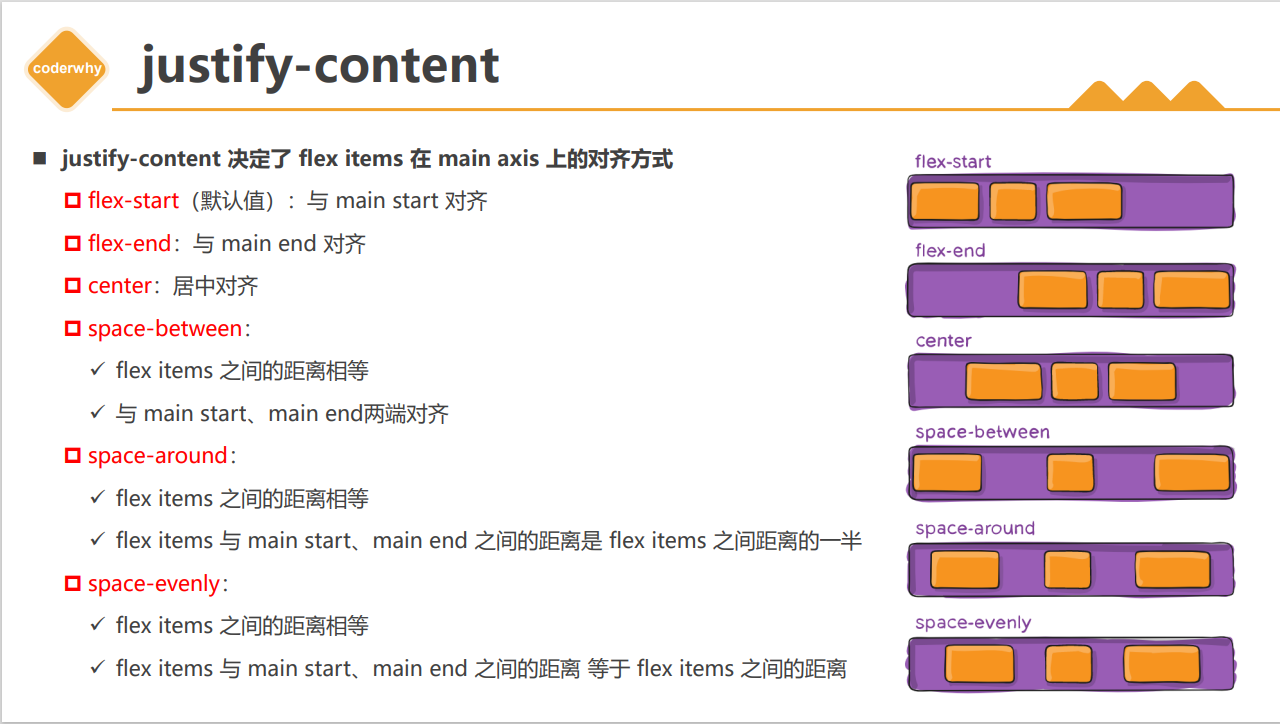 coderwhy
justify-content
justify-content 决定了 flex items 在 main axis 上的对齐方式
flex-start（默认值）：与 main start 对齐
flex-end：与 main end 对齐
center：居中对齐
space-between：
flex items 之间的距离相等
与 main start、main end两端对齐
space-around：
flex items 之间的距离相等
flex items 与 main start、main end 之间的距离是 flex items 之间距离的一半
space-evenly：
flex items 之间的距离相等
flex items 与 main start、main end 之间的距离 等于 flex items 之间的距离
flex-start
flex-end
center
space-between
space-around
space-evenly